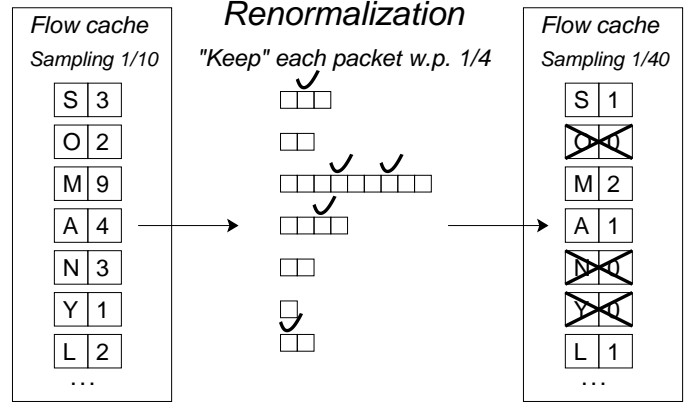 Renormalization
Flow cache
Sampling 1/10
S 3
O 2
M 9
A 4
N 3
Y 1
L 2
...
"Keep" each packet w.p. 1/4
Flow cache
Sampling 1/40
S 1
O 0
M 2
A 1
N 0
Y 0
L 1
...